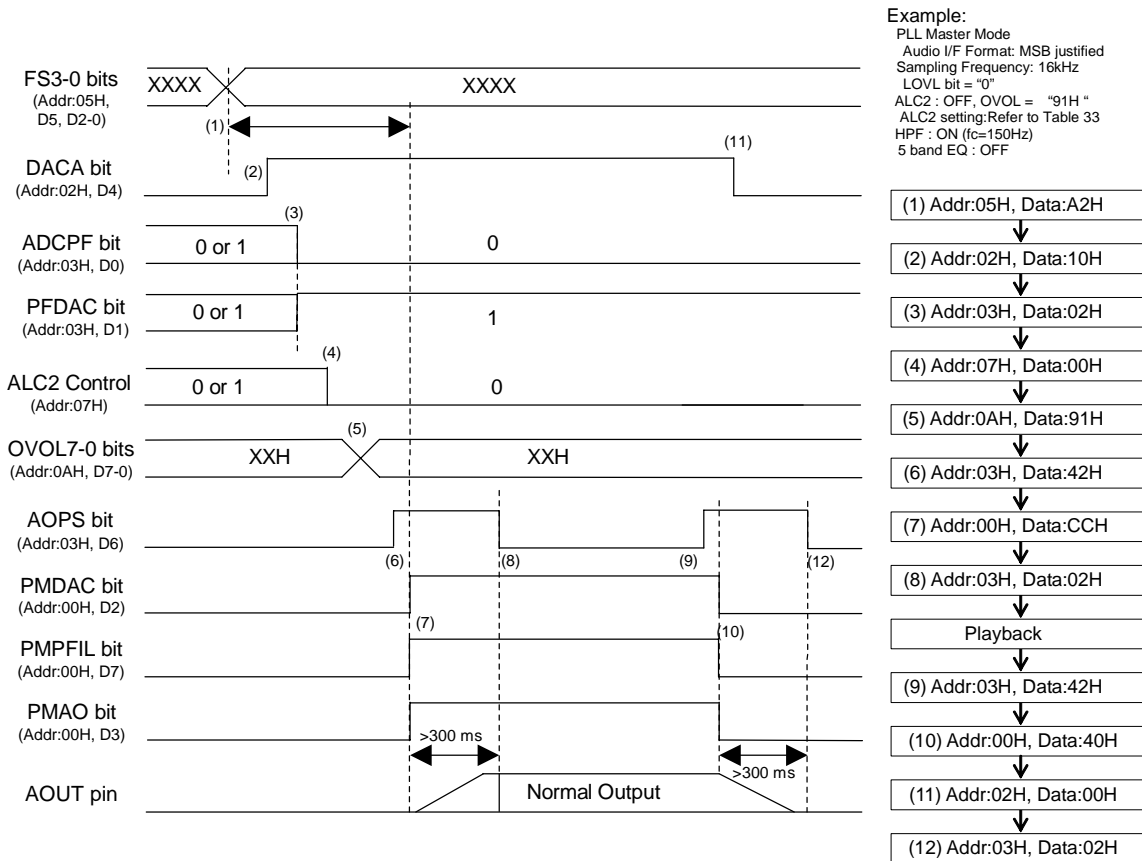 FS3-0 bits
(Addr:05H,
D5, D2-0)
XXXX
XXXX
(1)
DACA bit
(Addr:02H, D4)
(2)
(11)
ADCPF bit
(Addr:03H, D0)
(3)
0 or 1
0
PFDAC bit
(Addr:03H, D1)
0 or 1
1
ALC2 Control
(Addr:07H)
(4)
0 or 1
0
OVOL7-0 bits
(Addr:0AH, D7-0)
(5)
XXH
XXH
AOPS bit
(Addr:03H, D6)
(6)
(8)
(9)
(12)
PMDAC bit
(Addr:00H, D2)
(7)
(10)
PMPFIL bit
(Addr:00H, D7)
PMAO bit
(Addr:00H, D3)
>300 ms
>300 ms
AOUT pin
Normal Output
Example:
PLL Master Mode
Audio I/F Format: MSB justified
Sampling Frequency: 16kHz
LOVL bit = “0”
ALC2 : OFF, OVOL = “91H “
ALC2 setting:Refer to Table 33
HPF : ON (fc=150Hz)
5 band EQ : OFF
(1) Addr:05H, Data:A2H
(2) Addr:02H, Data:10H
(3) Addr:03H, Data:02H
(4) Addr:07H, Data:00H
(5) Addr:0AH, Data:91H
(6) Addr:03H, Data:42H
(7) Addr:00H, Data:CCH
(8) Addr:03H, Data:02H
Playback
(9) Addr:03H, Data:42H
(10) Addr:00H, Data:40H
(11) Addr:02H, Data:00H
(12) Addr:03H, Data:02H